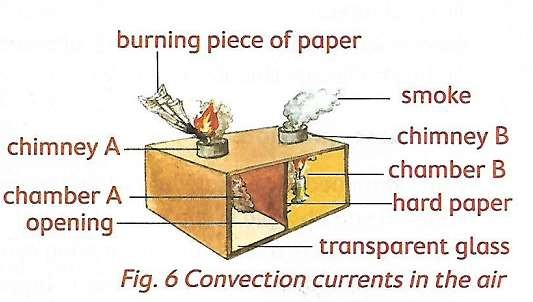 burning piece of paper
smoke
chimney A
chimney B
chamber B
chamber A
hard paper
opening
transparent glass
Fig. 6 Convection currents in the air